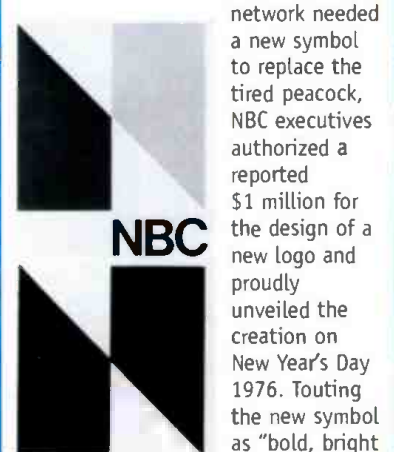 network needed
a new symbol
to replace the
tired peacock,
NBC executives
authorized a
reported
$1 million for
the design of a
new logo and
proudly
unveiled the
creation on
New Year's Day
1976. Touting
the new symbol
as "bold, bright
NBC